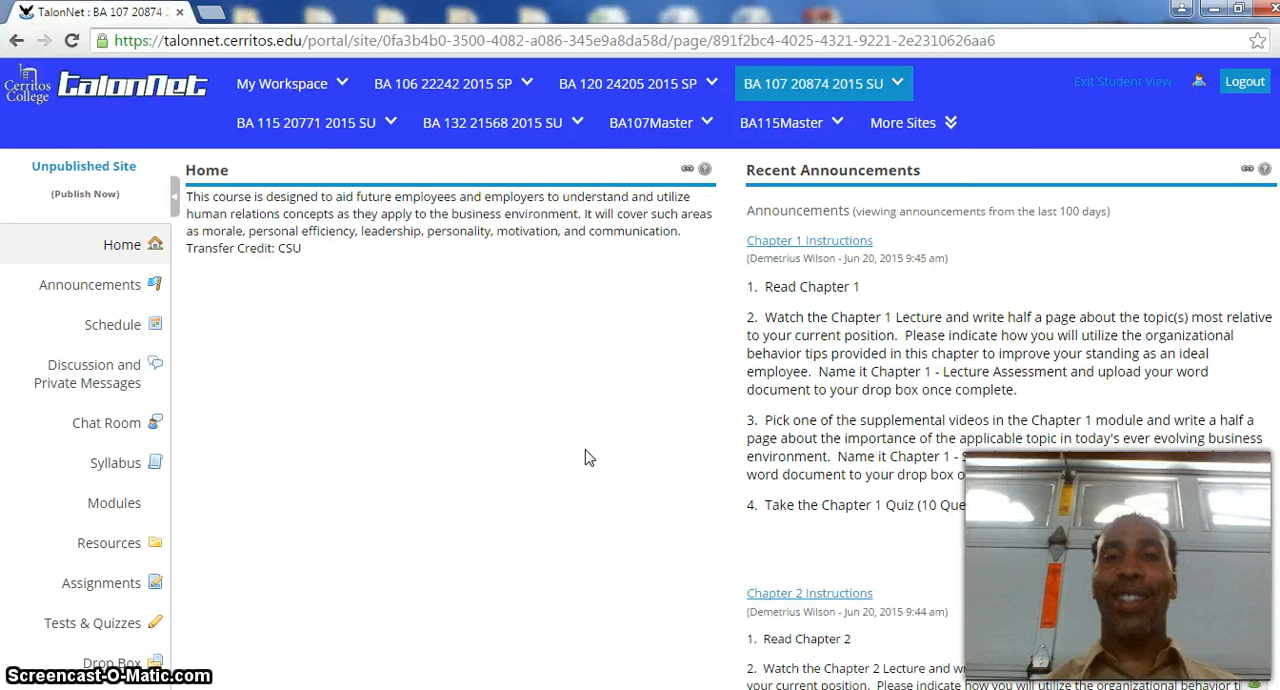 TalonNet : BA 107 20874
https://talonnet.cerritos.edu/portal/site/0fa3b4b0-3500-4082-a086-345e9a8da58d/page/891f2bc4-4025-4321-9221-2e2310626aa6
Cerritos College talonNet
My Workspace
BA 106 22242 2015 SP
BA 120 24205 2015 SP
BA 107 20874 2015 SU
Exit Student View
Logout
BA 115 20771 2015 SU
BA 132 21568 2015 SU
BA107Master
BA115Master
More Sites
Unpublished Site
(Publish Now)
Home
Announcements
Schedule
Discussion and
Private Messages
Chat Room
Syllabus
Modules
Resources
Assignments
Tests & Quizzes
Drop Box
Home
This course is designed to aid future employees and employers to understand and utilize
human relations concepts as they apply to the business environment. It will cover such areas
as morale, personal efficiency, leadership, personality, motivation, and communication.
Transfer Credit: CSU
Recent Announcements
Announcements (viewing announcements from the last 100 days)
Chapter 1 Instructions
(Demetrius Wilson - Jun 20, 2015 9:45 am)
1. Read Chapter 1
2. Watch the Chapter 1 Lecture and write half a page about the topic(s) most relative
to your current position. Please indicate how you will utilize the organizational
behavior tips provided in this chapter to improve your standing as an ideal
employee. Name it Chapter 1 - Lecture Assessment and upload your word
document to your drop box once complete.
3. Pick one of the supplemental videos in the Chapter 1 module and write a half a
page about the importance of the applicable topic in today's ever evolving business
environment. Name it Chapter 1 -
word document to your drop box
4. Take the Chapter 1 Quiz (10
Chapter 2 Instructions
(Demetrius Wilson - Jun 20, 2015 9:44 am)
1. Read Chapter 2
2. Watch the Chapter 2 Lecture and
your current position. Please indicate how you will utilize the organizational behavior
Screencast-O-Matic.com